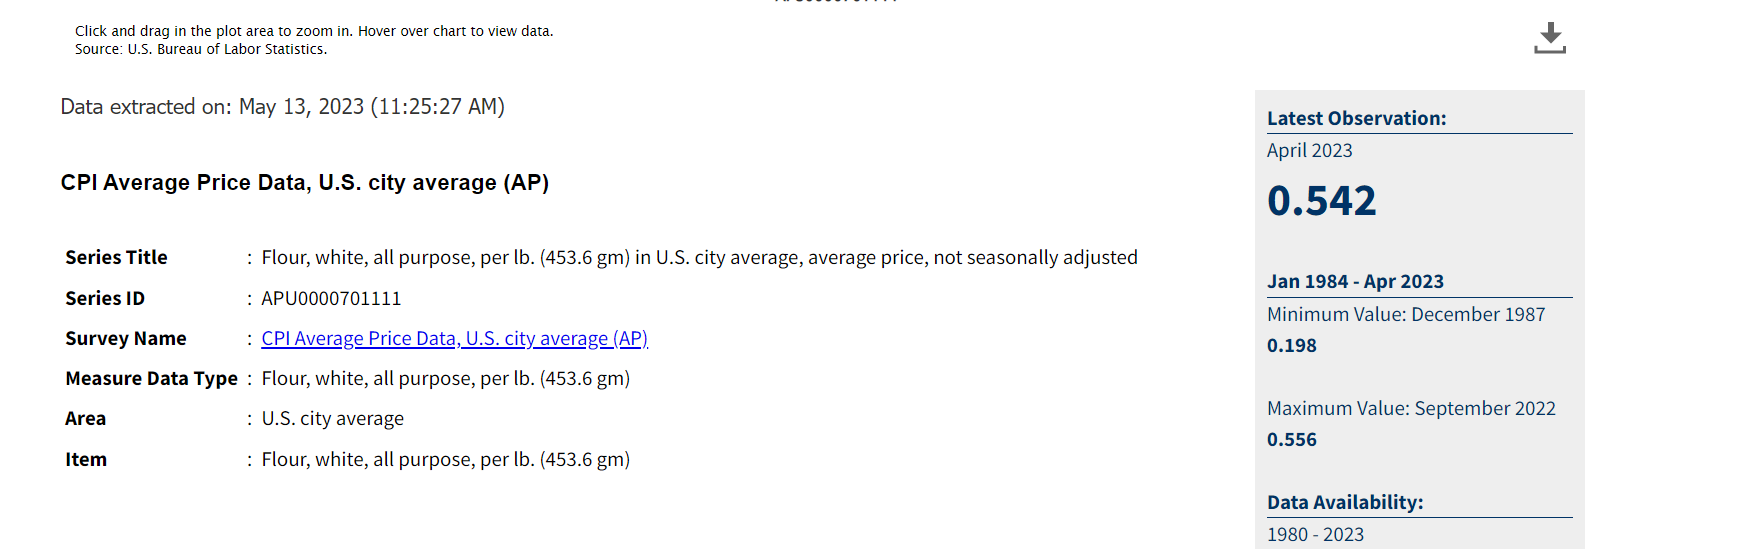 Click and drag in the plot area to zoom in. Hover over chart to view data.
Source: U.S. Bureau of Labor Statistics.
Data extracted on: May 13, 2023 (11:25:27 AM)
CPI Average Price Data, U.S. city average (AP)
Series Title : Flour, white, all purpose, per lb. (453.6 gm) in U.S. city average, average price, not seasonally adjusted
Series ID : APU0000701111
Survey Name : CPI Average Price Data, U.S. city average (AP)
Measure Data Type : Flour, white, all purpose, per lb. (453.6 gm)
Area : U.S. city average
Item : Flour, white, all purpose, per lb. (453.6 gm)
Latest Observation:
April 2023
0.542
Jan 1984 - Apr 2023
Minimum Value: December 1987
0.198
Maximum Value: September 2022
0.556
Data Availability:
1980 - 2023